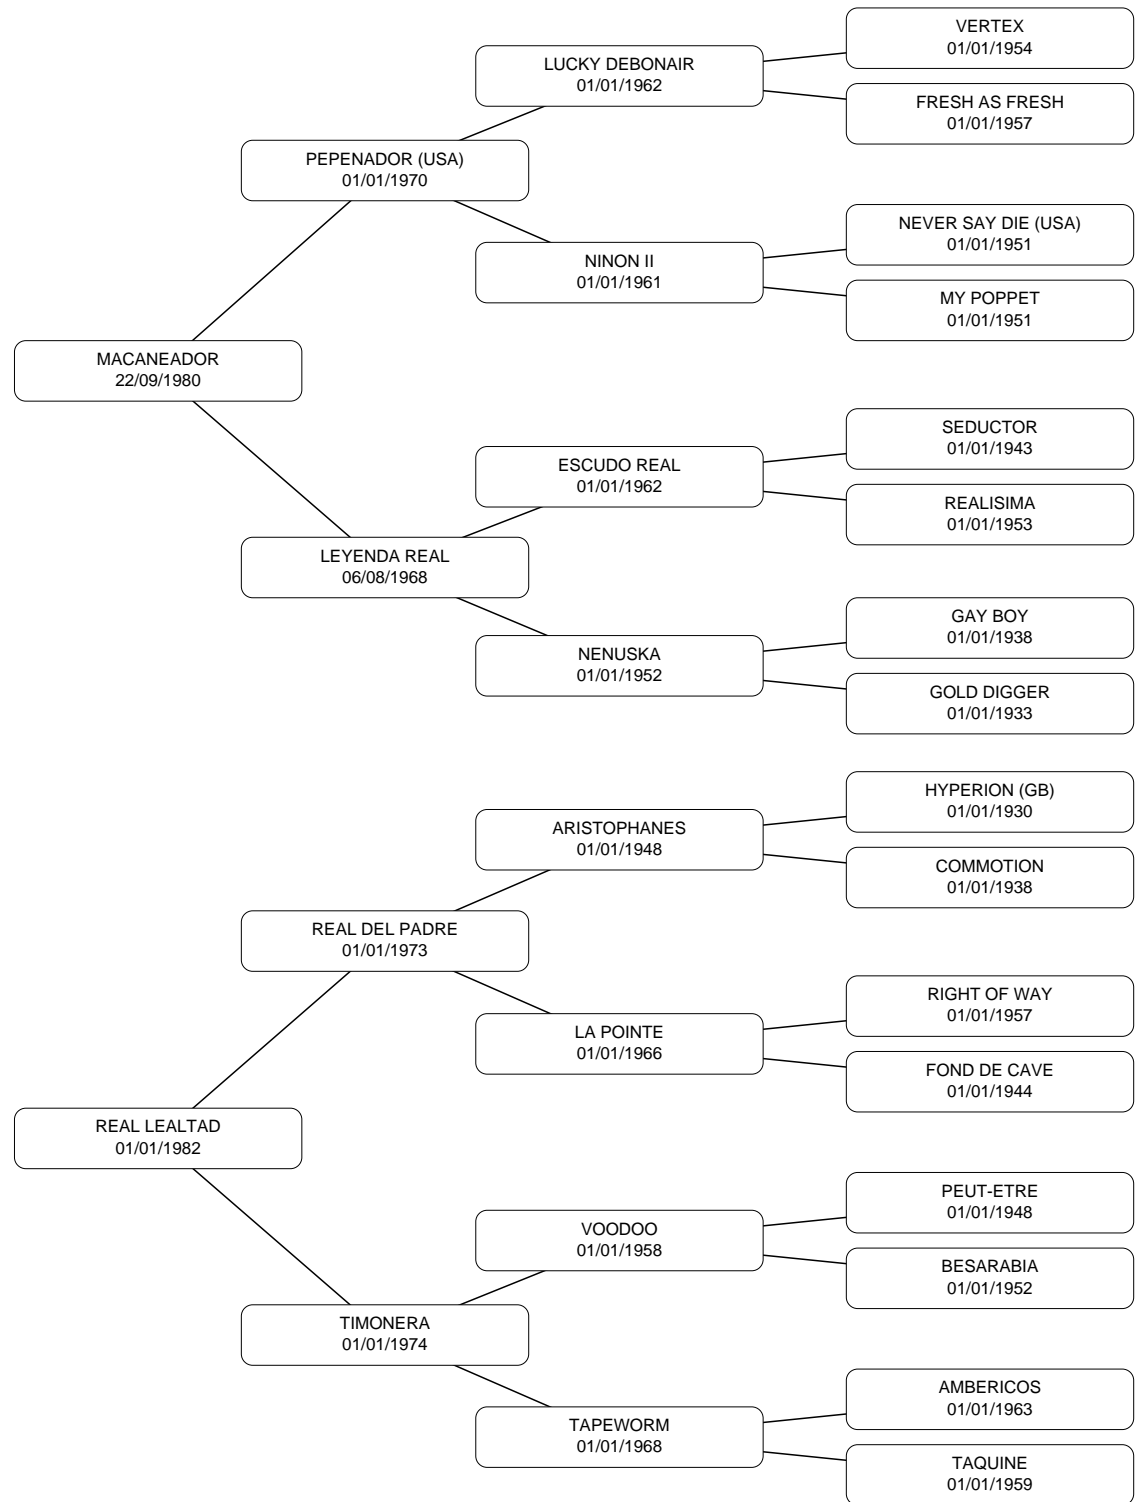 VERTEX
01/01/1954
LUCKY DEBONAIR
01/01/1962
FRESH AS FRESH
01/01/1957
PEPENADOR (USA)
01/01/1970
NEVER SAY DIE (USA)
01/01/1951
NINON II
01/01/1961
MY POPPET
01/01/1951
MACANEADOR
22/09/1980
SEDUCTOR
01/01/1943
ESCUDO REAL
01/01/1962
REALISIMA
01/01/1953
LEYENDA REAL
06/08/1968
GAY BOY
01/01/1938
NENUSKA
01/01/1952
GOLD DIGGER
01/01/1933
HYPERION (GB)
01/01/1930
ARISTOPHANES
01/01/1948
COMMOTION
01/01/1938
REAL DEL PADRE
01/01/1973
RIGHT OF WAY
01/01/1957
LA POINTE
01/01/1966
FOND DE CAVE
01/01/1944
REAL LEALTAD
01/01/1982
PEUT-ETRE
01/01/1948
VOODOO
01/01/1958
BESARABIA
01/01/1952
TIMONERA
01/01/1974
AMBERICOS
01/01/1963
TAPEWORM
01/01/1968
TAQUINE
01/01/1959